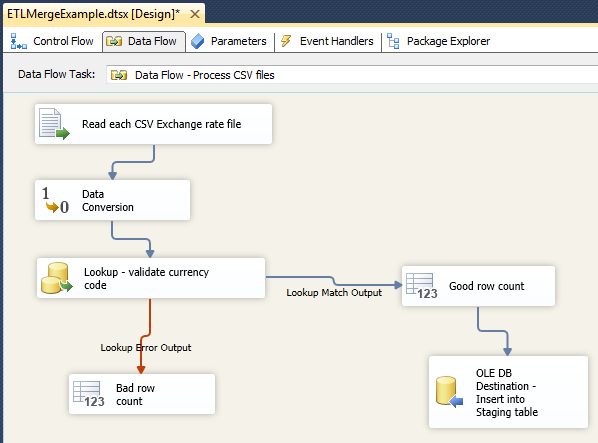 ETLMergeExample.dtsx [Design]*
Control Flow
Data Flow
Parameters
Event Handlers
Package Explorer
Data Flow Task:
Data Flow - Process CSV files
Read each CSV Exchange rate file
1
0
Data
Conversion
Lookup - validate currency
code
Lookup Match Output
123
Good row count
Lookup Error Output
123
Bad row
count
OLE DB
Destination -
Insert into
Staging table